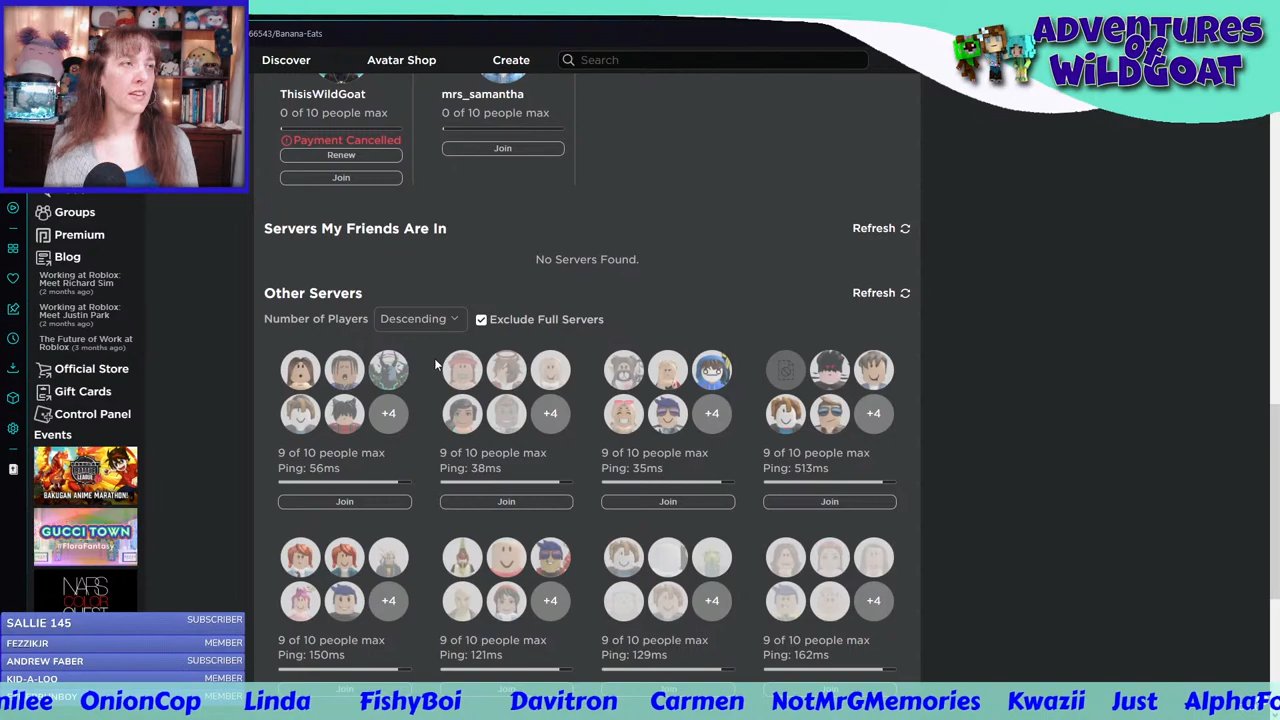 66543/Banana-Eats
ADVENTURES
OF
WILDGOAT
Discover
Avatar Shop
Create
Search
ThisisWildGoat
0 of 10 people max
Payment Cancelled
Renew
Join
mrs_samantha
0 of 10 people max
Join
Groups
Premium
Blog
Working at Roblox:
Meet Richard Sim
(2 months ago)
Working at Roblox:
Meet Justin Park
(2 months ago)
The Future of Work at
Roblox (3 months ago)
Official Store
Gift Cards
Control Panel
Events
BAKUGAN ANIME MARATHON!
GUCCI TOWN
#FloraFantasy
NARS
COLOR
QUEST
Servers My Friends Are In
Refresh
No Servers Found.
Other Servers
Refresh
Number of Players
Descending
Exclude Full Servers
+4
+4
+4
+4
9 of 10 people max
Ping: 56ms
Join
9 of 10 people max
Ping: 38ms
Join
9 of 10 people max
Ping: 35ms
Join
9 of 10 people max
Ping: 513ms
Join
+4
+4
+4
+4
9 of 10 people max
Ping: 150ms
9 of 10 people max
Ping: 121ms
9 of 10 people max
Ping: 129ms
9 of 10 people max
Ping: 162ms
SALLIE 145 SUBSCRIBER
FEZZIKJR MEMBER
ANDREW FABER SUBSCRIBER
KID-A-LOO MEMBER
MEMBER
nilee OnionCop Linda FishyBoi Davitron Carmen NotMrGMemories Kwazii Just AlphaFo